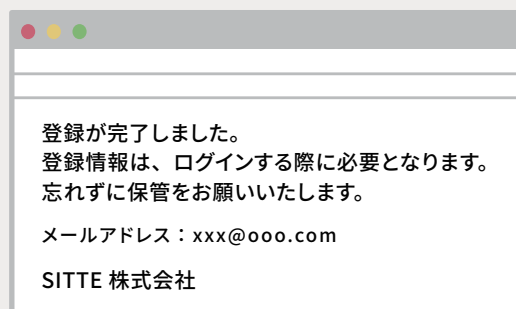 登録が完了しました。
登録情報は、ログインする際に必要となります。
忘れずに保管をお願いいたします。
メールアドレス：xxx@ooo.com
SITTE 株式会社